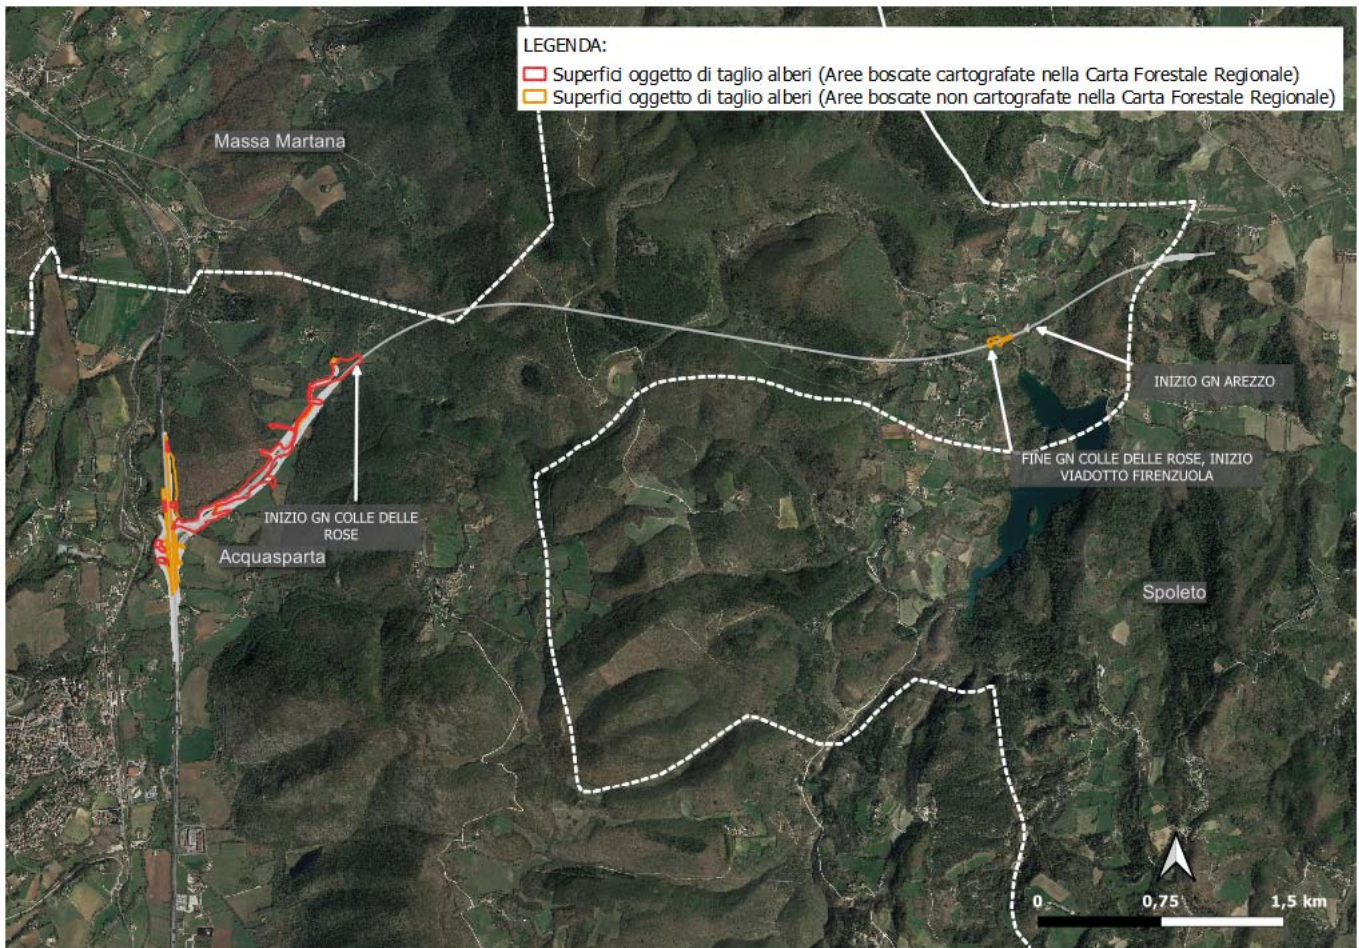 LEGENDA:
Superfici oggetto di taglio alberi (Aree boscate cartografate nella Carta Forestale Regionale)
Superfici oggetto di taglio alberi (Aree boscate non cartografate nella Carta Forestale Regionale)
Massa Martana
INIZIO GN AREZZO
FINE GN COLLE DELLE ROSE, INIZIO
VIADOTTO FIRENZUOLA
INIZIO GN COLLE DELLE
ROSE
Acquasparta
Spoleto
0 0,75 1,5 km